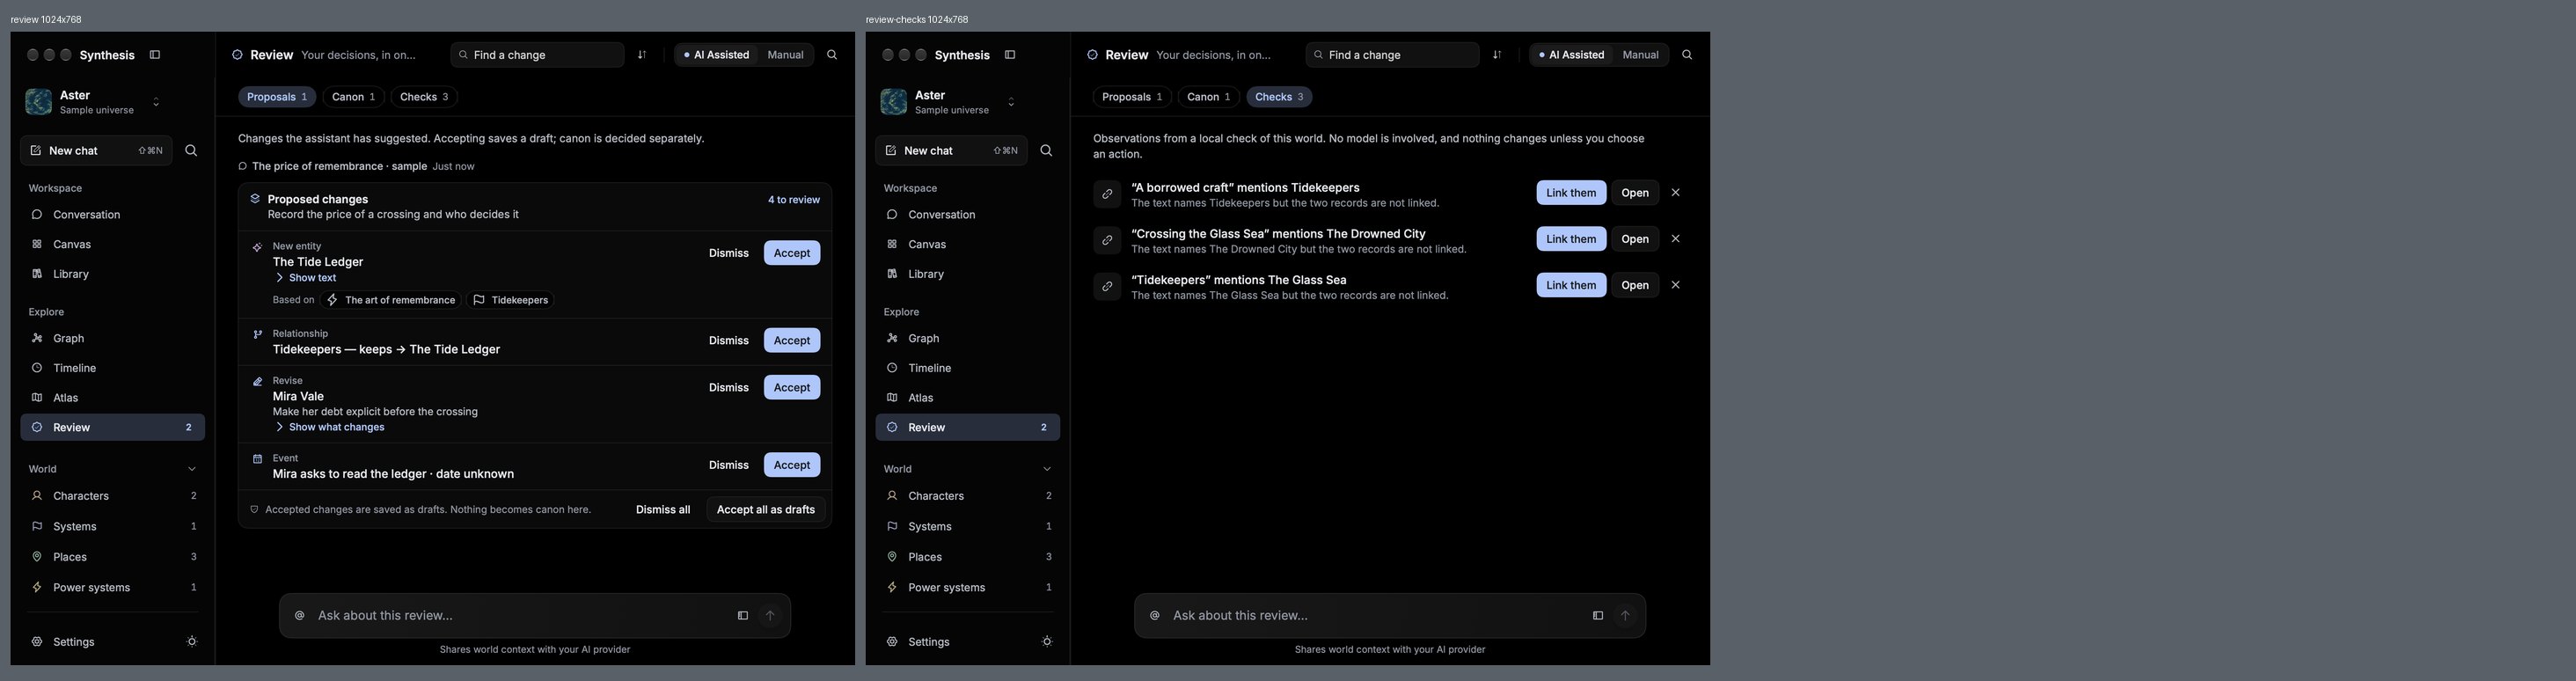 review 1024x768
Synthesis
Aster
Sample universe
New chat ⇧⌘N
Workspace
Conversation
Canvas
Library
Explore
Graph
Timeline
Atlas
Review 2
World
Characters 2
Systems 1
Places 3
Power systems 1
Settings
Review Your decisions, in on...
Find a change
AI Assisted Manual
Proposals 1 Canon 1 Checks 3
Changes the assistant has suggested. Accepting saves a draft; canon is decided separately.
The price of remembrance · sample Just now
Proposed changes 4 to review
Record the price of a crossing and who decides it
New entity
The Tide Ledger
Dismiss Accept
Show text
Based on The art of remembrance Tidekeepers
Relationship
Tidekeepers — keeps → The Tide Ledger
Dismiss Accept
Revise
Mira Vale
Dismiss Accept
Make her debt explicit before the crossing
Show what changes
Event
Mira asks to read the ledger · date unknown
Dismiss Accept
Accepted changes are saved as drafts. Nothing becomes canon here. Dismiss all Accept all as drafts
@ Ask about this review...
Shares world context with your AI provider
review-checks 1024x768
Synthesis
Aster
Sample universe
New chat ⇧⌘N
Workspace
Conversation
Canvas
Library
Explore
Graph
Timeline
Atlas
Review 2
World
Characters 2
Systems 1
Places 3
Power systems 1
Settings
Review Your decisions, in on...
Find a change
AI Assisted Manual
Proposals 1 Canon 1 Checks 3
Observations from a local check of this world. No model is involved, and nothing changes unless you choose
an action.
“A borrowed craft” mentions Tidekeepers
The text names Tidekeepers but the two records are not linked.
Link them Open
“Crossing the Glass Sea” mentions The Drowned City
The text names The Drowned City but the two records are not linked.
Link them Open
“Tidekeepers” mentions The Glass Sea
The text names The Glass Sea but the two records are not linked.
Link them Open
@ Ask about this review...
Shares world context with your AI provider